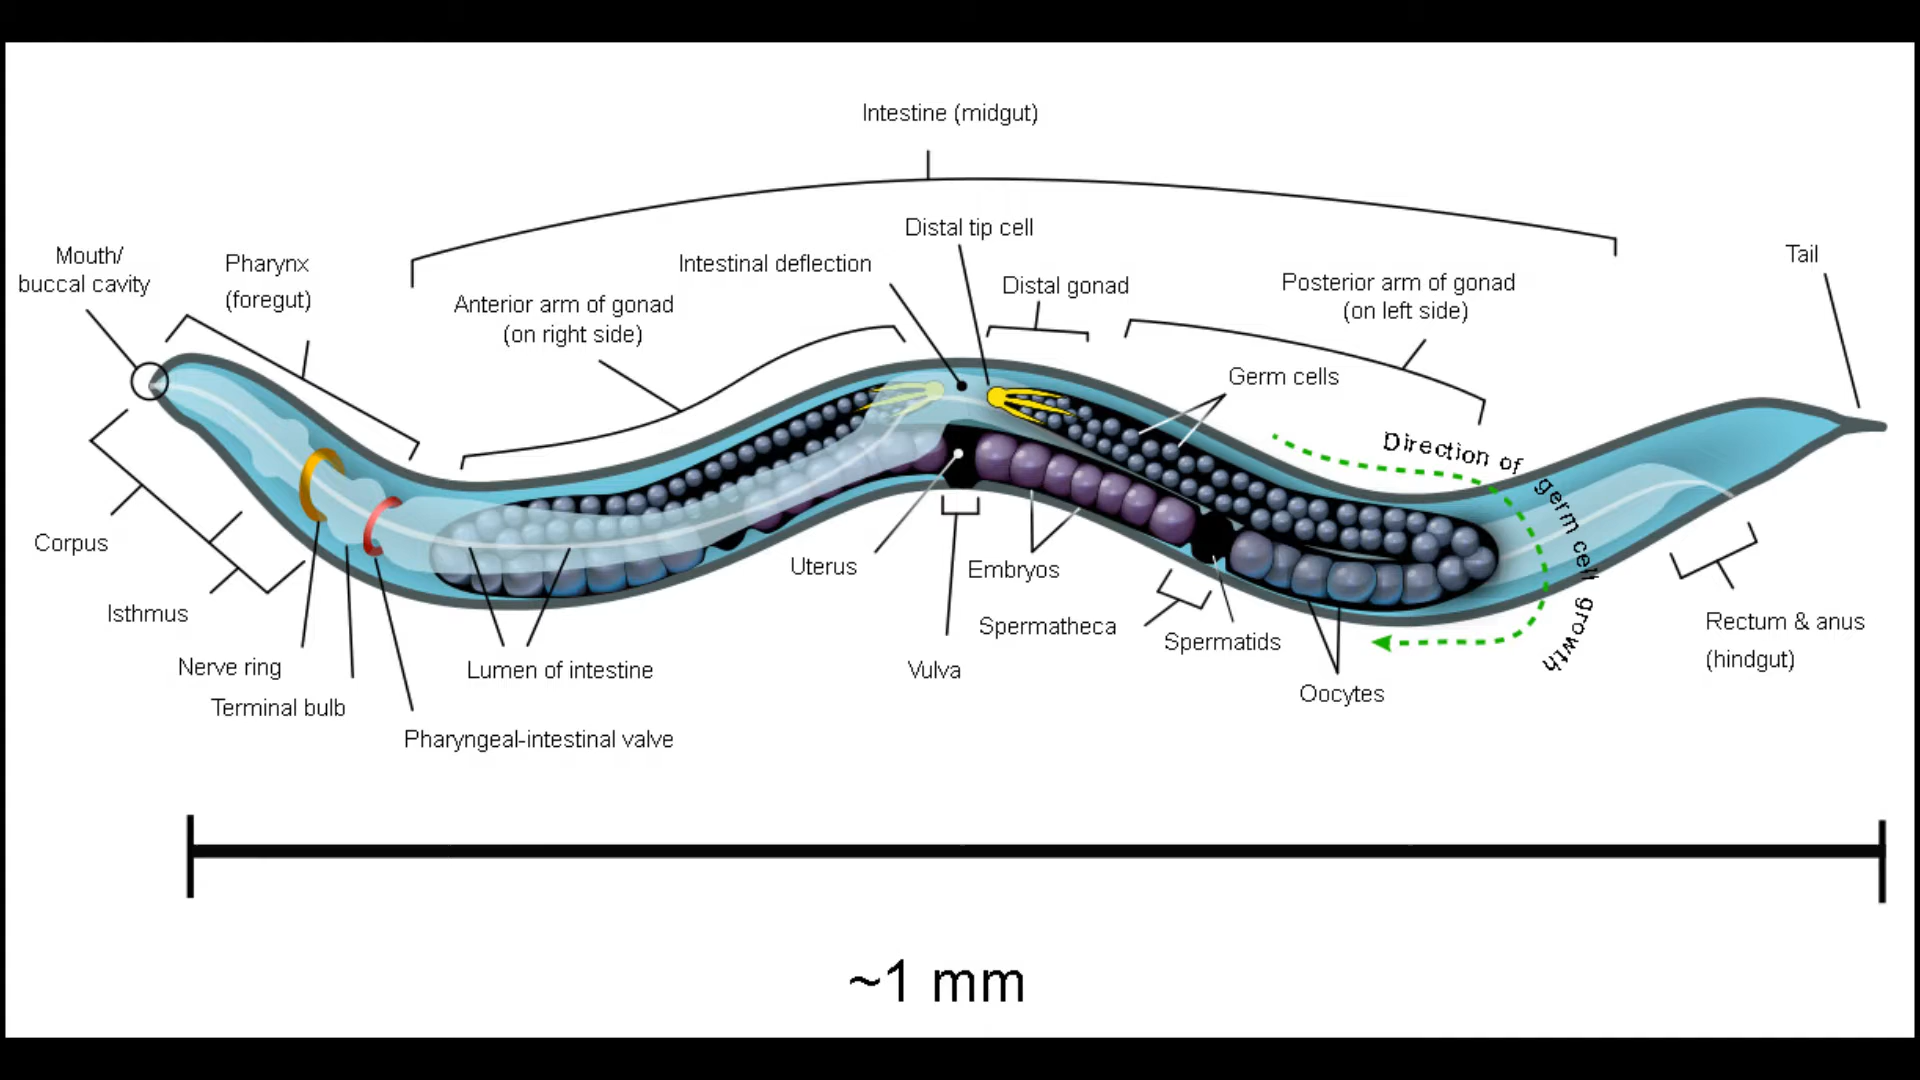 Intestine (midgut)
Distal tip cell
Mouth/
buccal cavity
Pharynx
(foregut)
Intestinal deflection
Distal gonad
Anterior arm of gonad
(on right side)
Posterior arm of gonad
(on left side)
Tail
Germ cells
Direction of
germ cell growth
Corpus
Isthmus
Nerve ring
Terminal bulb
Pharyngeal-intestinal valve
Lumen of intestine
Uterus
Vulva
Embryos
Spermatheca
Spermatids
Oocytes
Rectum & anus
(hindgut)
~1 mm